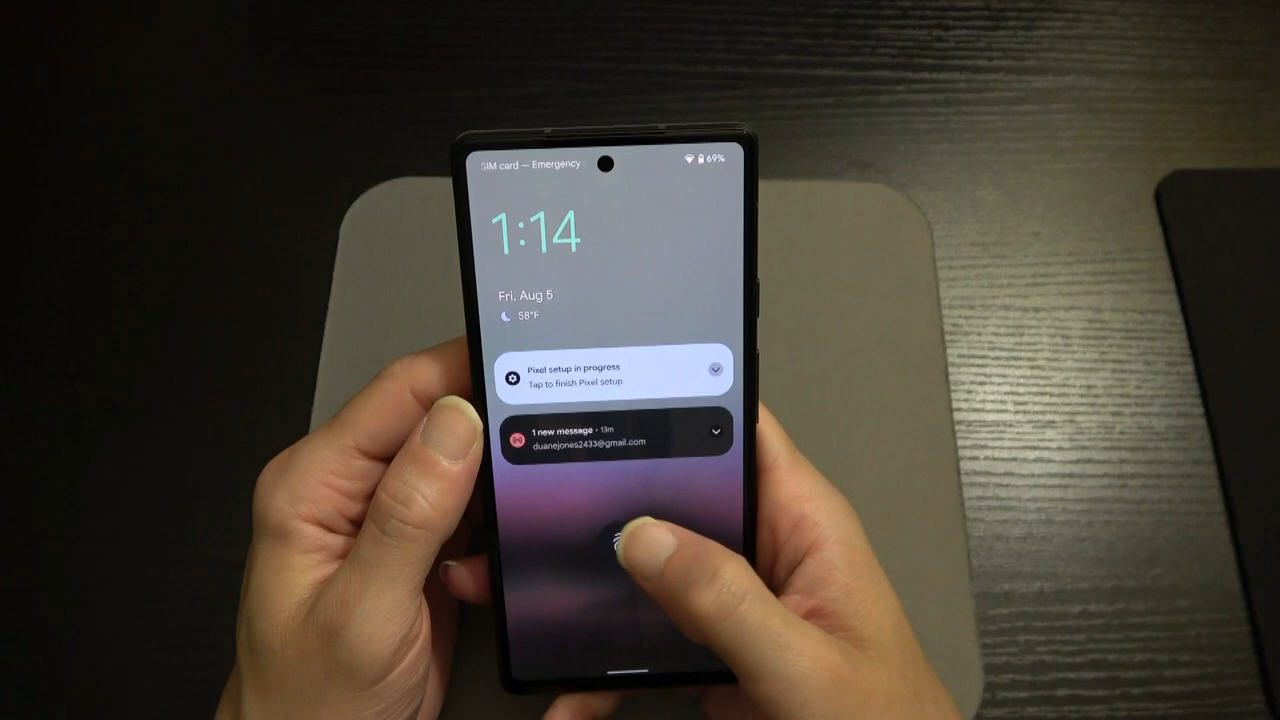 SIM card — Emergency
69%
1:14
Fri, Aug 5
58°F
Pixel setup in progress
Tap to finish Pixel setup
1 new message • 13m
duanejones2433@gmail.com